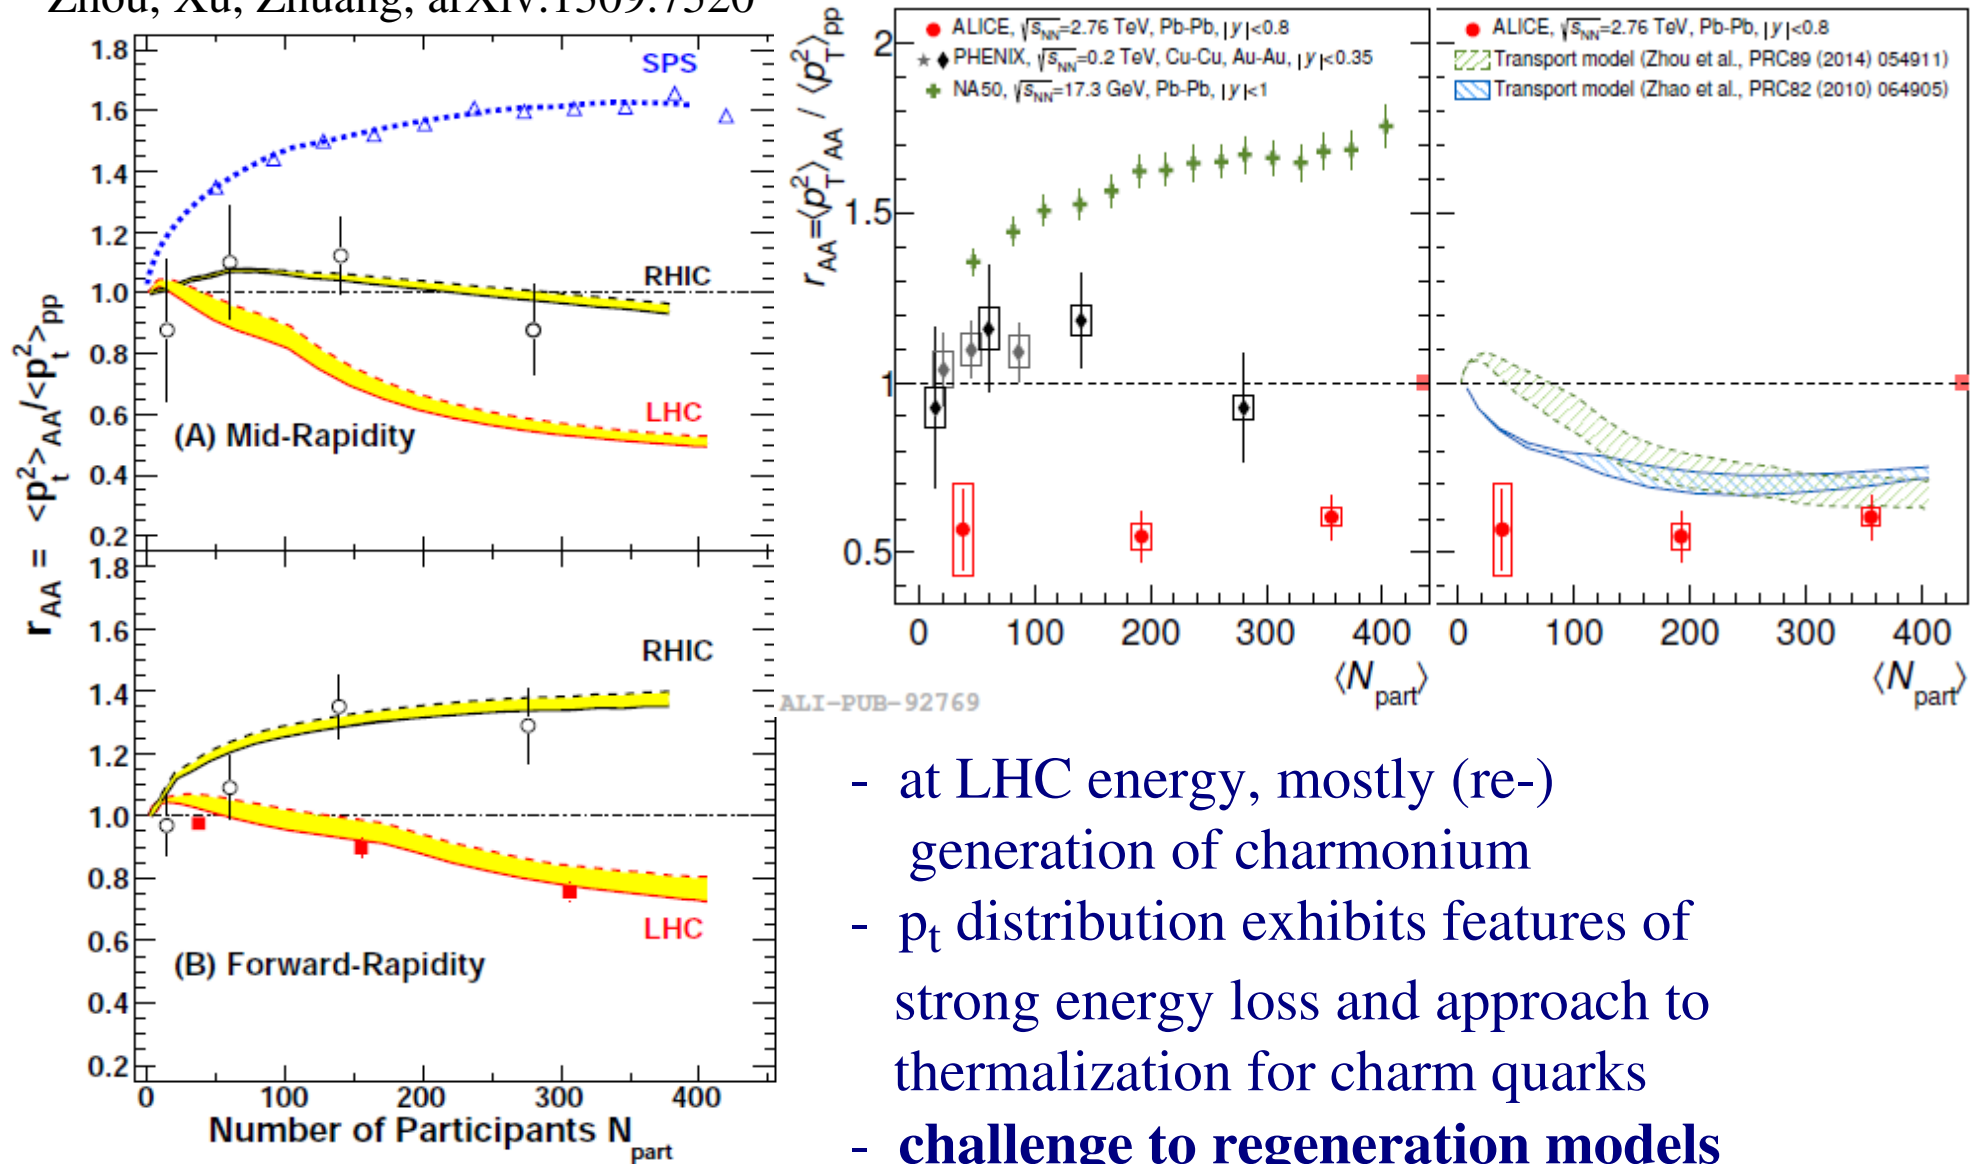 Zhou, Xu, Zhuang, arXiv:1309.7520
r_AA = <p_t^2>_AA/<p_t^2>_pp
1.8
1.6
1.4
1.2
1.0
0.8
0.6
0.4
0.2
SPS
RHIC
LHC
(A) Mid-Rapidity
1.8
1.6
1.4
1.2
1.0
0.8
0.6
0.4
0.2
RHIC
LHC
(B) Forward-Rapidity
0 100 200 300 400
Number of Participants N_part
r_AA=⟨p_T^2⟩_AA / ⟨p_T^2⟩_pp
2
1.5
1
0.5
ALICE, √s_NN=2.76 TeV, Pb-Pb, |y|<0.8
PHENIX, √s_NN=0.2 TeV, Cu-Cu, Au-Au, |y|<0.35
NA50, √s_NN=17.3 GeV, Pb-Pb, |y|<1
0 100 200 300 400
⟨N_part⟩
ALICE, √s_NN=2.76 TeV, Pb-Pb, |y|<0.8
Transport model (Zhou et al., PRC89 (2014) 054911)
Transport model (Zhao et al., PRC82 (2010) 064905)
0 100 200 300 400
⟨N_part⟩
ALI-PUB-92769
- at LHC energy, mostly (re-)
generation of charmonium
- p_t distribution exhibits features of
strong energy loss and approach to
thermalization for charm quarks
- challenge to regeneration models